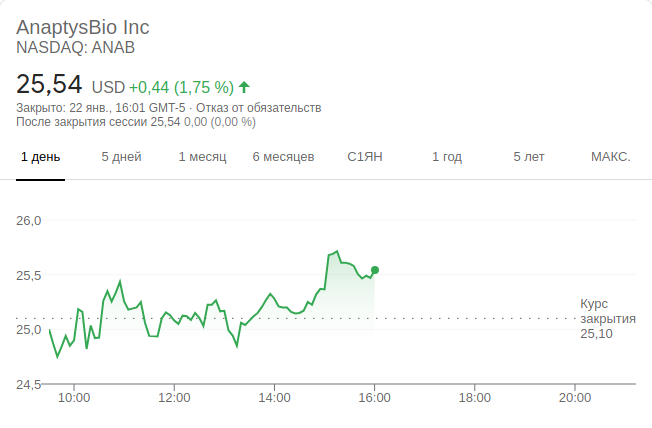 AnaptysBio Inc
NASDAQ: ANAB
25,54 USD +0,44 (1,75 %)
Закрыто: 22 янв., 16:01 GMT-5 · Отказ от обязательств
После закрытия сессии 25,54 0,00 (0,00 %)
1 день 5 дней 1 месяц 6 месяцев С1ЯН 1 год 5 лет МАКС.
26,0
25,5
Курс
закрытия
25,10
25,0
24,5
10:00 12:00 14:00 16:00 18:00 20:00